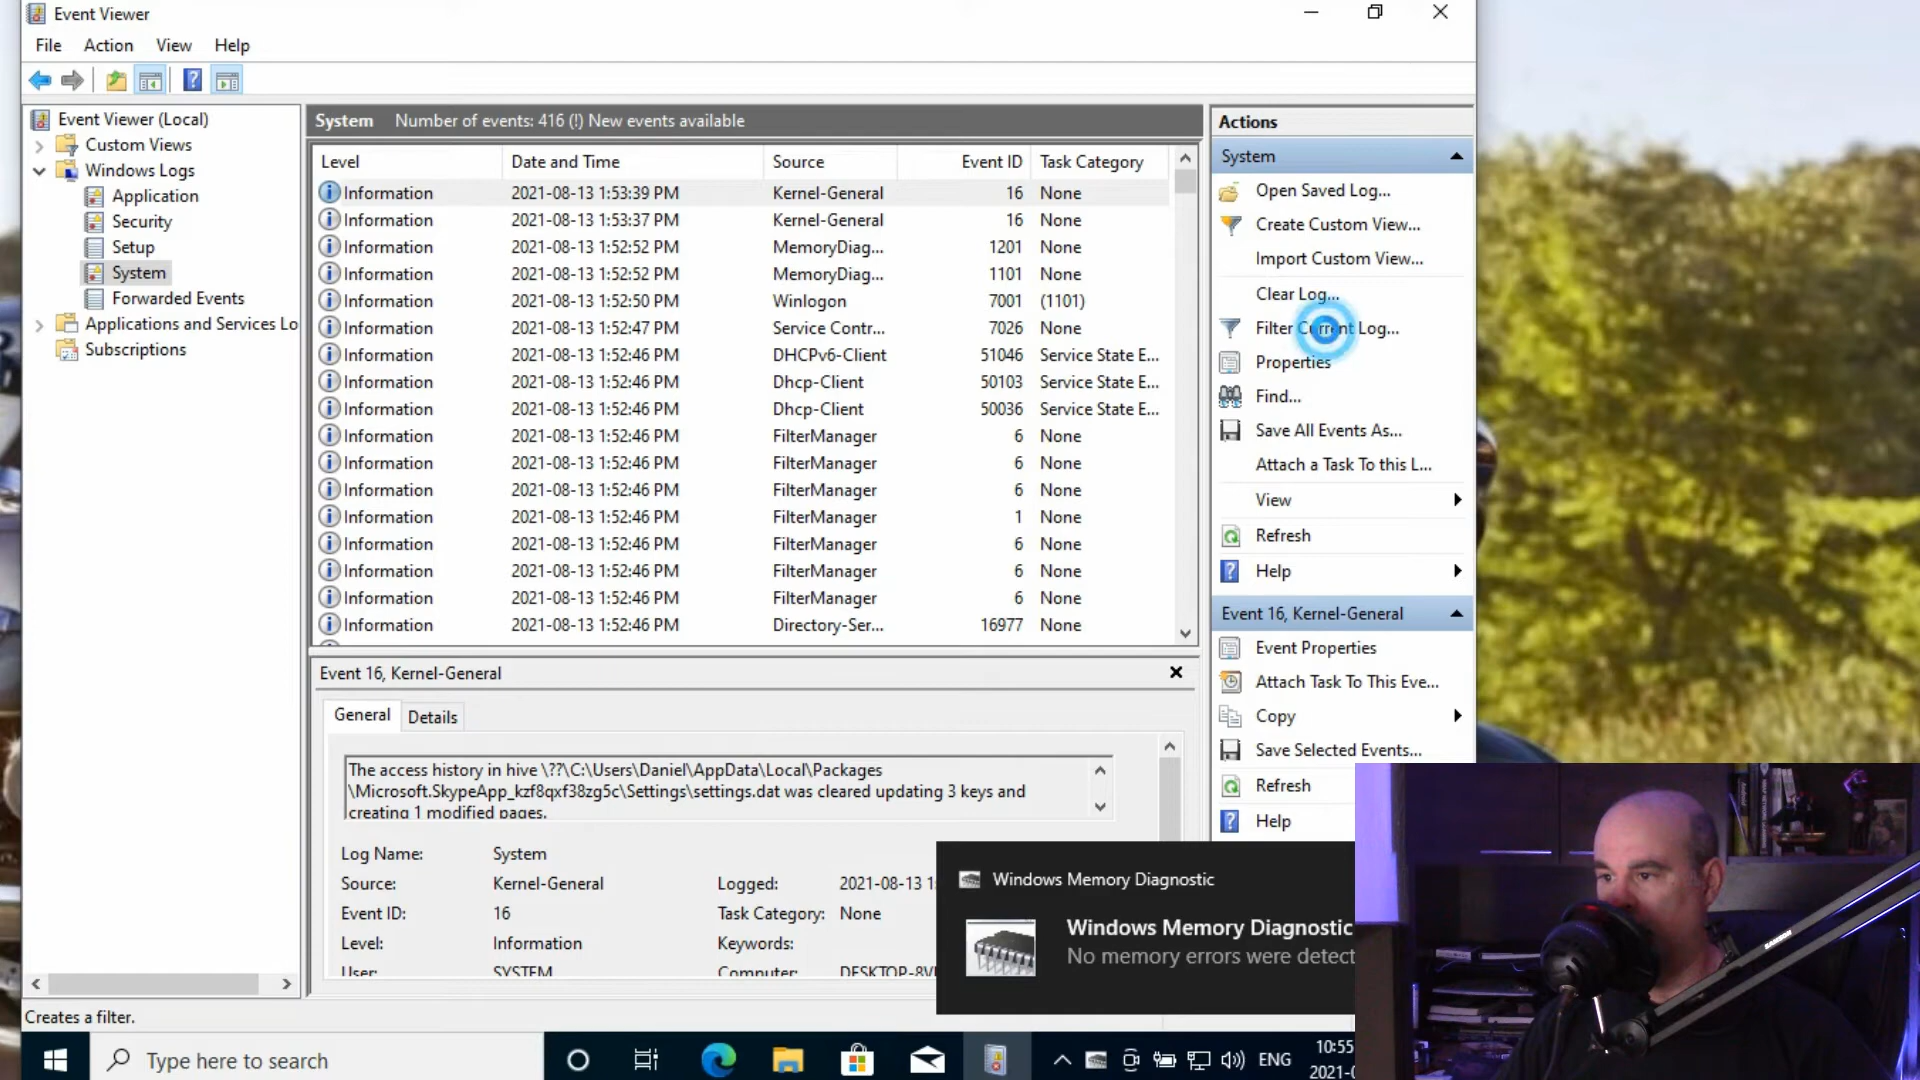 Event Viewer
File Action View Help
Event Viewer (Local)
Custom Views
Windows Logs
Application
Security
Setup
System
Forwarded Events
Applications and Services Lo
Subscriptions
System Number of events: 416 (!) New events available
Level Date and Time Source Event ID Task Category
Information 2021-08-13 1:53:39 PM Kernel-General 16 None
Information 2021-08-13 1:53:37 PM Kernel-General 16 None
Information 2021-08-13 1:52:52 PM MemoryDiag... 1201 None
Information 2021-08-13 1:52:52 PM MemoryDiag... 1101 None
Information 2021-08-13 1:52:50 PM Winlogon 7001 (1101)
Information 2021-08-13 1:52:47 PM Service Contr... 7026 None
Information 2021-08-13 1:52:46 PM DHCPv6-Client 51046 Service State E...
Information 2021-08-13 1:52:46 PM Dhcp-Client 50103 Service State E...
Information 2021-08-13 1:52:46 PM Dhcp-Client 50036 Service State E...
Information 2021-08-13 1:52:46 PM FilterManager 6 None
Information 2021-08-13 1:52:46 PM FilterManager 6 None
Information 2021-08-13 1:52:46 PM FilterManager 6 None
Information 2021-08-13 1:52:46 PM FilterManager 1 None
Information 2021-08-13 1:52:46 PM FilterManager 6 None
Information 2021-08-13 1:52:46 PM FilterManager 6 None
Information 2021-08-13 1:52:46 PM FilterManager 6 None
Information 2021-08-13 1:52:46 PM Directory-Ser... 16977 None
Event 16, Kernel-General
General Details
The access history in hive \??\C:\Users\Daniel\AppData\Local\Packages
\Microsoft.SkypeApp_kzf8qxf38zg5c\Settings\settings.dat was cleared updating 3 keys and
creating 1 modified pages.
Log Name: System
Source: Kernel-General Logged: 2021-08-13 1:
Event ID: 16 Task Category: None
Level: Information Keywords:
User: SYSTEM Computer: DESKTOP-8VI
Actions
System
Open Saved Log...
Create Custom View...
Import Custom View...
Clear Log...
Filter Current Log...
Properties
Find...
Save All Events As...
Attach a Task To this L...
View
Refresh
Help
Event 16, Kernel-General
Event Properties
Attach Task To This Eve...
Copy
Save Selected Events...
Refresh
Help
Windows Memory Diagnostic
Windows Memory Diagnostic
No memory errors were detect
SAMSON
Creates a filter.
Type here to search
ENG
10:55
2021-0